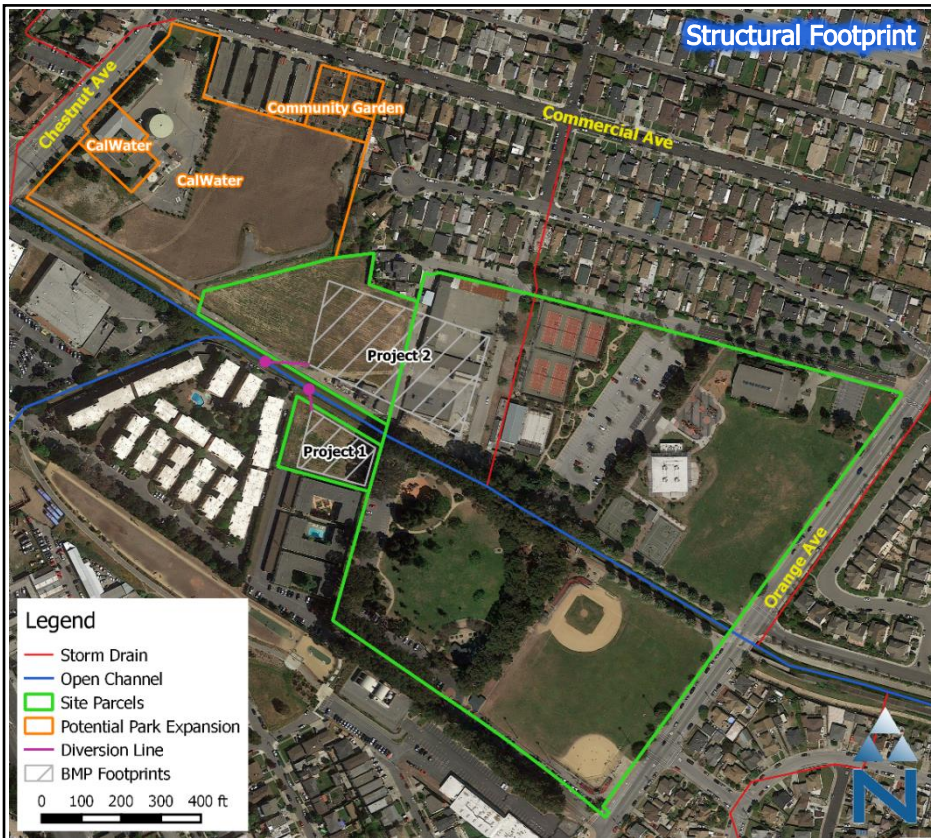 Structural Footprint
Chestnut Ave
Community Garden
Commercial Ave
CalWater
CalWater
Project 2
Project 1
Orange Ave
Legend
Storm Drain
Open Channel
Site Parcels
Potential Park Expansion
Diversion Line
BMP Footprints
0 100 200 300 400 ft
N